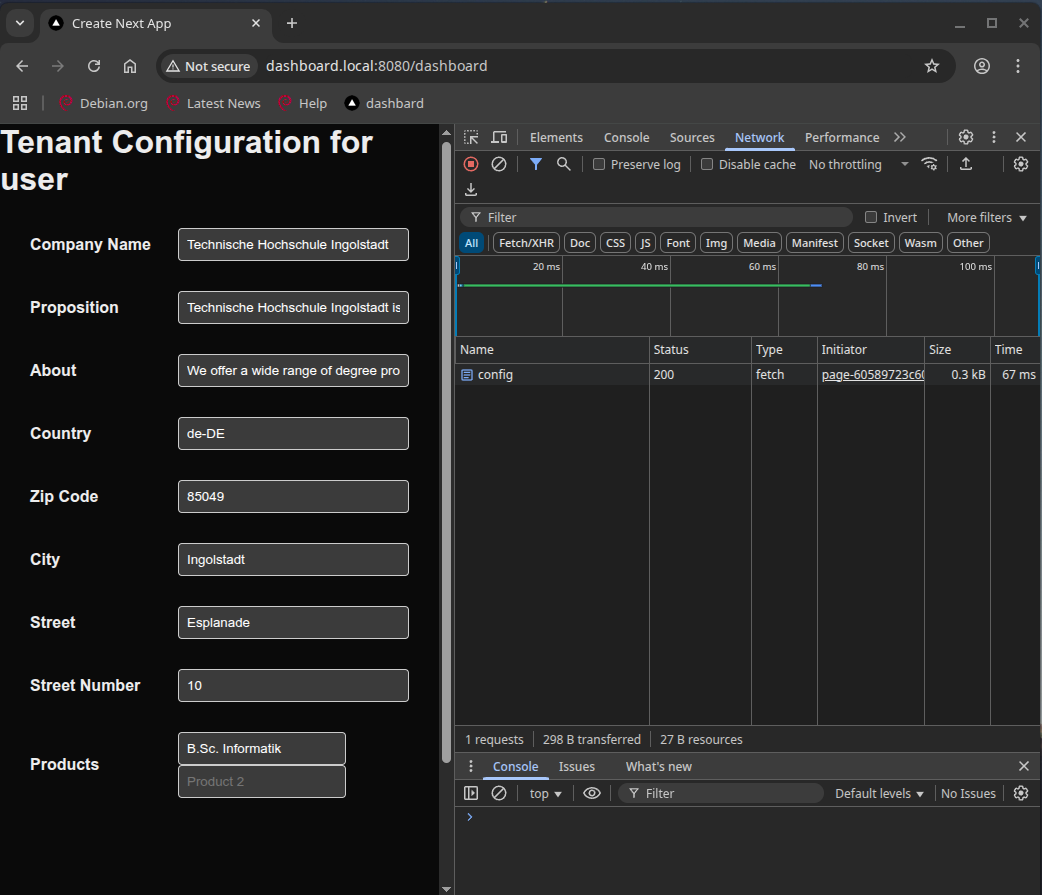 Create Next App
Not secure
dashboard.local:8080/dashboard
Debian.org
Latest News
Help
dashbard
Tenant Configuration for
user
Company Name
Technische Hochschule Ingolstadt
Proposition
Technische Hochschule Ingolstadt is
About
We offer a wide range of degree pro
Country
de-DE
Zip Code
85049
City
Ingolstadt
Street
Esplanade
Street Number
10
Products
B.Sc. Informatik
Product 2
Elements Console Sources Network Performance
Preserve log Disable cache No throttling
Filter Invert More filters
All Fetch/XHR Doc CSS JS Font Img Media Manifest Socket Wasm Other
20 ms 40 ms 60 ms 80 ms 100 ms
Name Status Type Initiator Size Time
config 200 fetch page-60589723c60 0.3 kB 67 ms
1 requests 298 B transferred 27 B resources
Console Issues What's new
top Filter Default levels No Issues